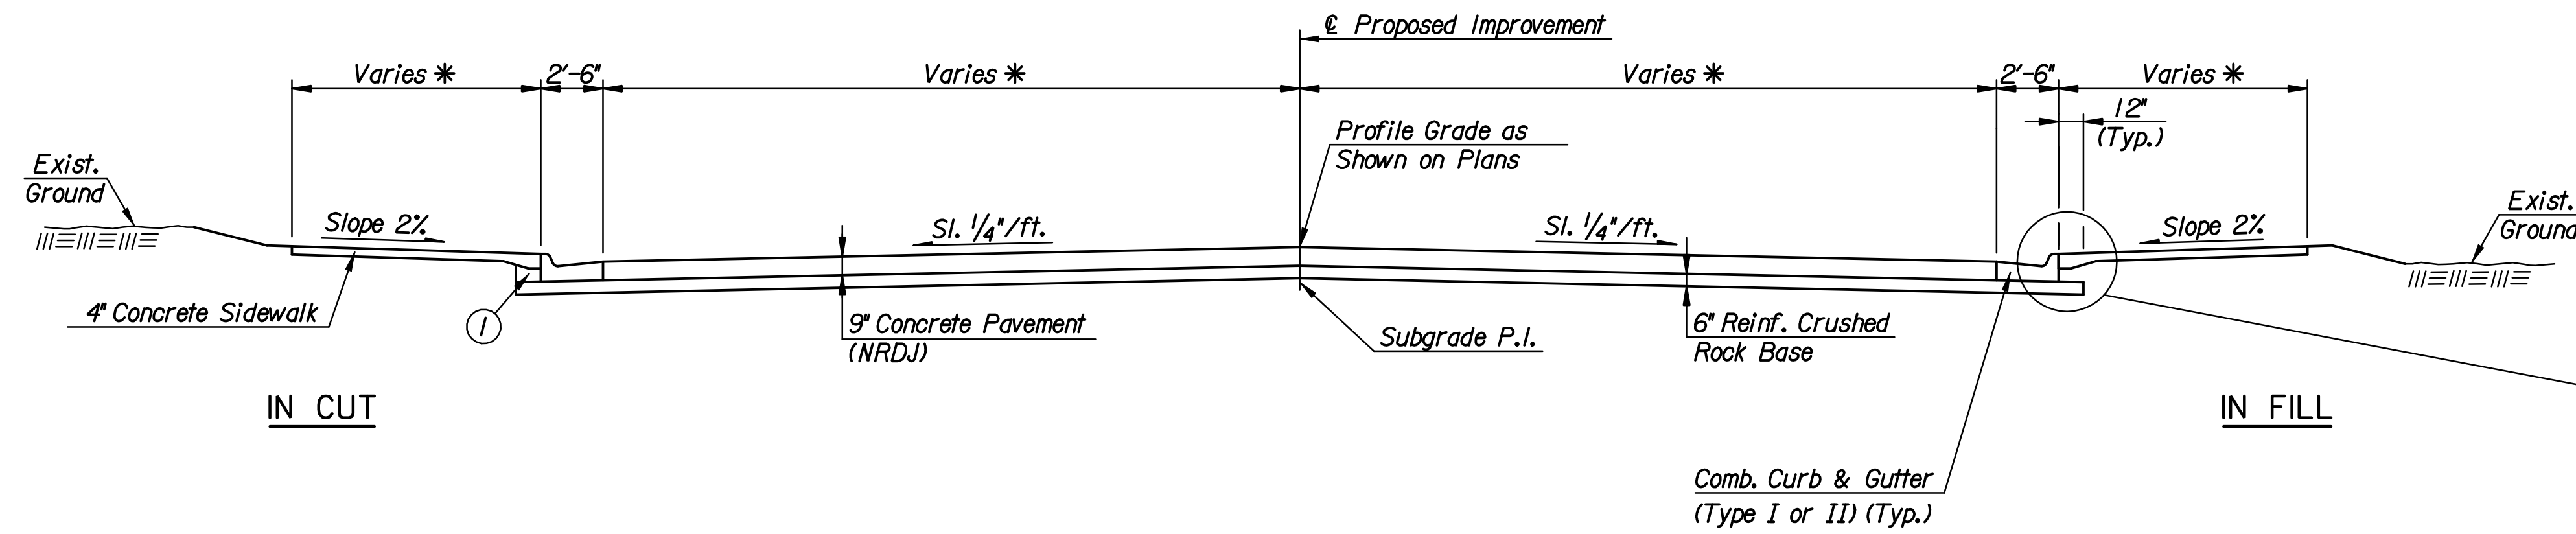 ℄ Proposed Improvement
Varies *
2'-6"
Varies *
Varies *
2'-6"
Varies *
12"
(Typ.)
Profile Grade as
Shown on Plans
Exist.
Ground
Slope 2%
Sl. 1/4"/ft.
Sl. 1/4"/ft.
Slope 2%
Exist.
Ground
4" Concrete Sidewalk
1
9" Concrete Pavement
(NRDJ)
Subgrade P.I.
6" Reinf. Crushed
Rock Base
IN CUT
IN FILL
Comb. Curb & Gutter
(Type I or II) (Typ.)